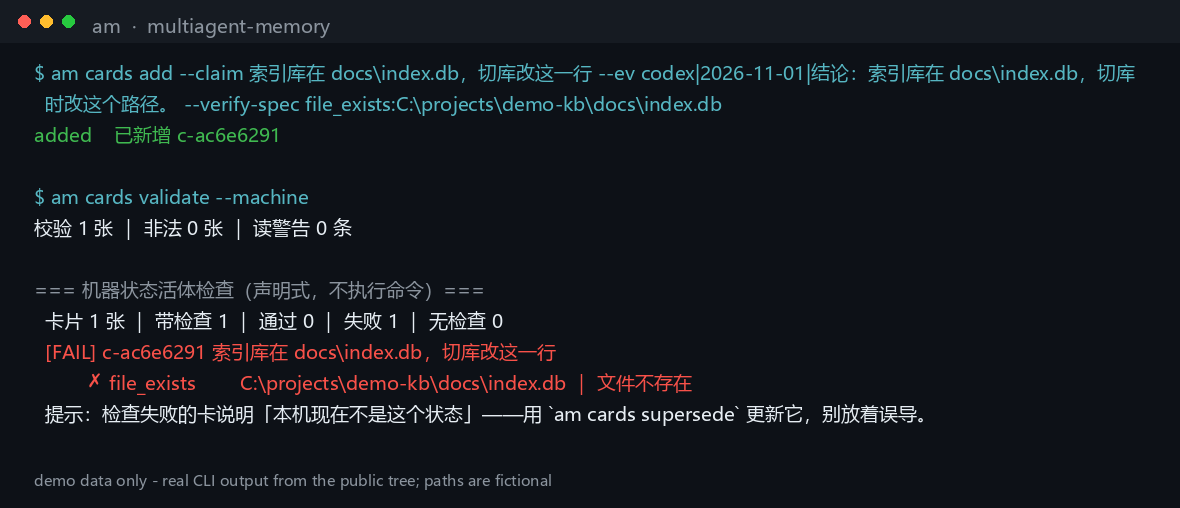 am · multiagent-memory
$ am cards add --claim 索引库在 docs\index.db，切库改这一行 --ev codex|2026-11-01|结论：索引库在 docs\index.db，切库
时改这个路径。 --verify-spec file_exists:C:\projects\demo-kb\docs\index.db
added 已新增 c-ac6e6291
$ am cards validate --machine
校验 1 张 | 非法 0 张 | 读警告 0 条
=== 机器状态活体检查（声明式，不执行命令）===
卡片 1 张 | 带检查 1 | 通过 0 | 失败 1 | 无检查 0
[FAIL] c-ac6e6291 索引库在 docs\index.db，切库改这一行
✗ file_exists C:\projects\demo-kb\docs\index.db | 文件不存在
提示：检查失败的卡说明「本机现在不是这个状态」——用 `am cards supersede` 更新它，别放着误导。
demo data only - real CLI output from the public tree; paths are fictional